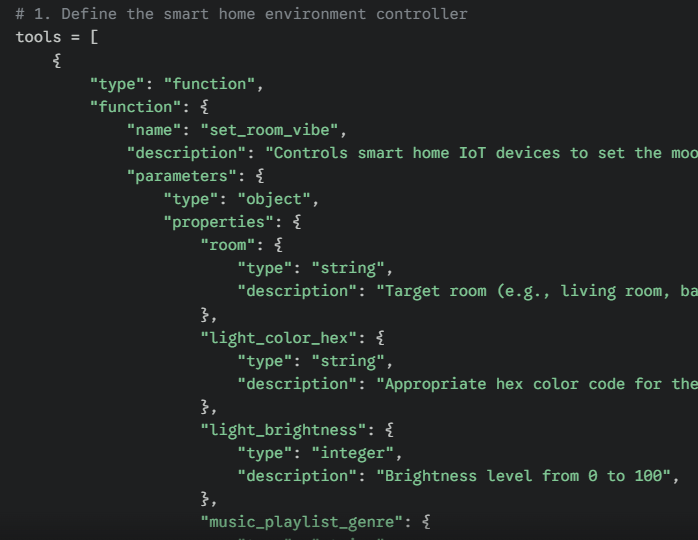 # 1. Define the smart home environment controller
tools = [
    {
        "type": "function",
        "function": {
            "name": "set_room_vibe",
            "description": "Controls smart home IoT devices to set the moo
            "parameters": {
                "type": "object",
                "properties": {
                    "room": {
                        "type": "string",
                        "description": "Target room (e.g., living room, ba
                    },
                    "light_color_hex": {
                        "type": "string",
                        "description": "Appropriate hex color code for the
                    },
                    "light_brightness": {
                        "type": "integer",
                        "description": "Brightness level from 0 to 100",
                    },
                    "music_playlist_genre": {